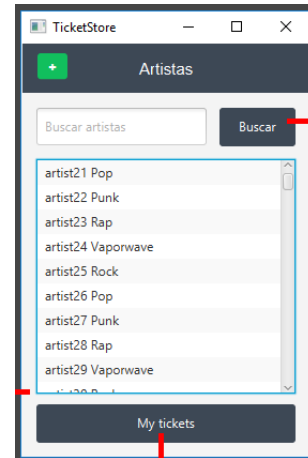 TicketStore
+
Artistas
Buscar artistas
Buscar
artist21 Pop
artist22 Punk
artist23 Rap
artist24 Vaporwave
artist25 Rock
artist26 Pop
artist27 Punk
artist28 Rap
artist29 Vaporwave
My tickets